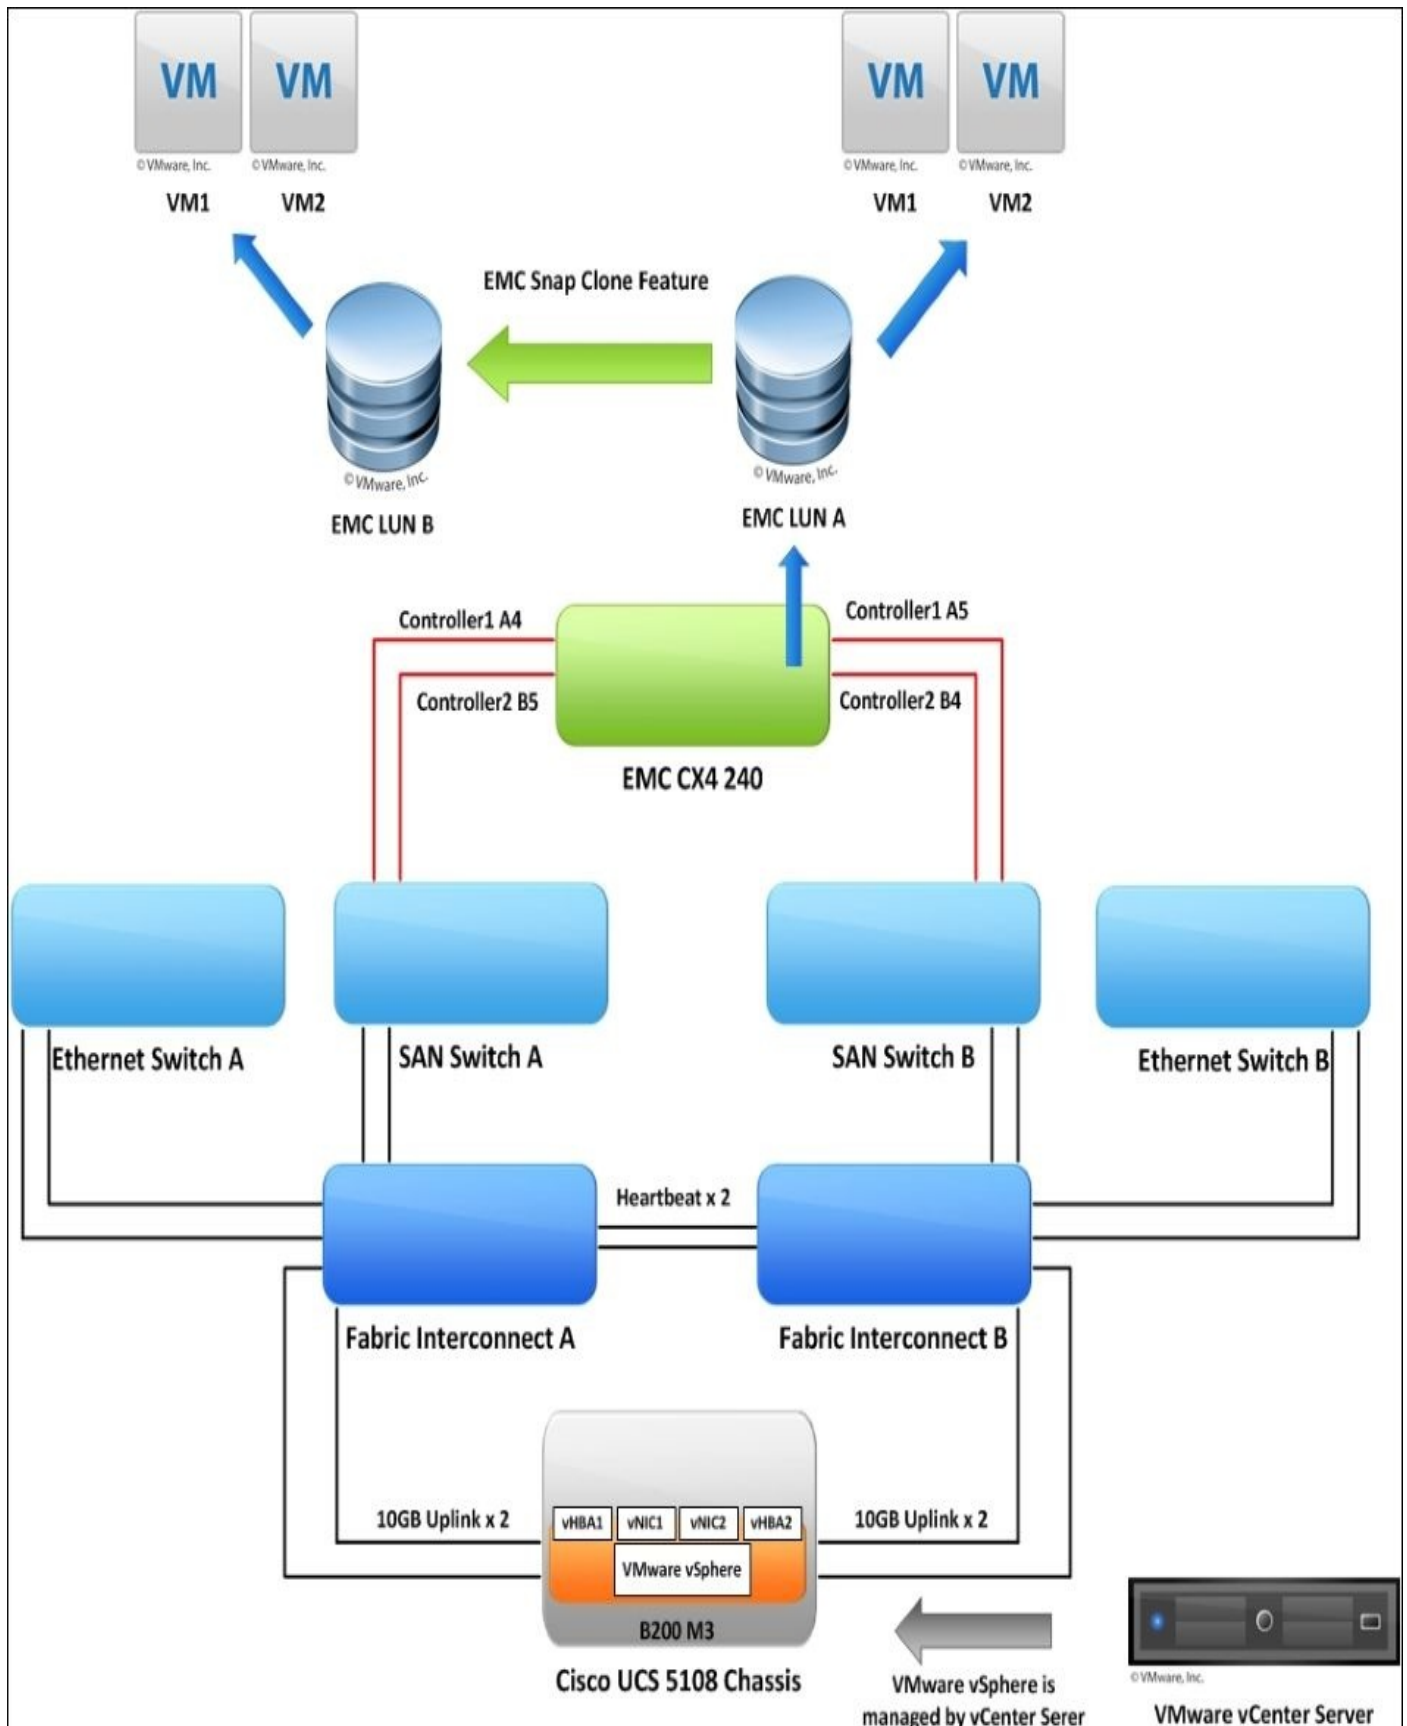 VM
VM
VM
VM
© VMware, Inc.
© VMware, Inc.
© VMware, Inc.
© VMware, Inc.
VM1
VM2
VM1
VM2
EMC Snap Clone Feature
© VMware, Inc.
© VMware, Inc.
EMC LUN B
EMC LUN A
Controller1 A4
Controller1 A5
Controller2 B5
Controller2 B4
EMC CX4 240
Ethernet Switch A
SAN Switch A
SAN Switch B
Ethernet Switch B
Heartbeat x 2
Fabric Interconnect A
Fabric Interconnect B
10GB Uplink x 2
10GB Uplink x 2
vHBA1
vNIC1
vNIC2
vHBA2
VMware vSphere
B200 M3
Cisco UCS 5108 Chassis
© VMware, Inc.
VMware vSphere is
managed by vCenter Serer
VMware vCenter Server